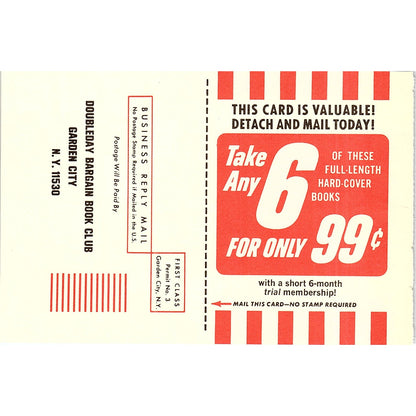 THIS CARD IS VALUABLE!
DETACH AND MAIL TODAY!
Take
Any
6
OF THESE
FULL-LENGTH
HARD-COVER
BOOKS
FOR ONLY 99¢
with a short 6-month
trial membership!
MAIL THIS CARD—NO STAMP REQUIRED
FIRST CLASS
Permit No. 3
Garden City, N.Y.
BUSINESS REPLY MAIL
No Postage Stamp Required if Mailed in the U.S.
Postage Will Be Paid By
DOUBLEDAY BARGAIN BOOK CLUB
GARDEN CITY
N. Y. 11530